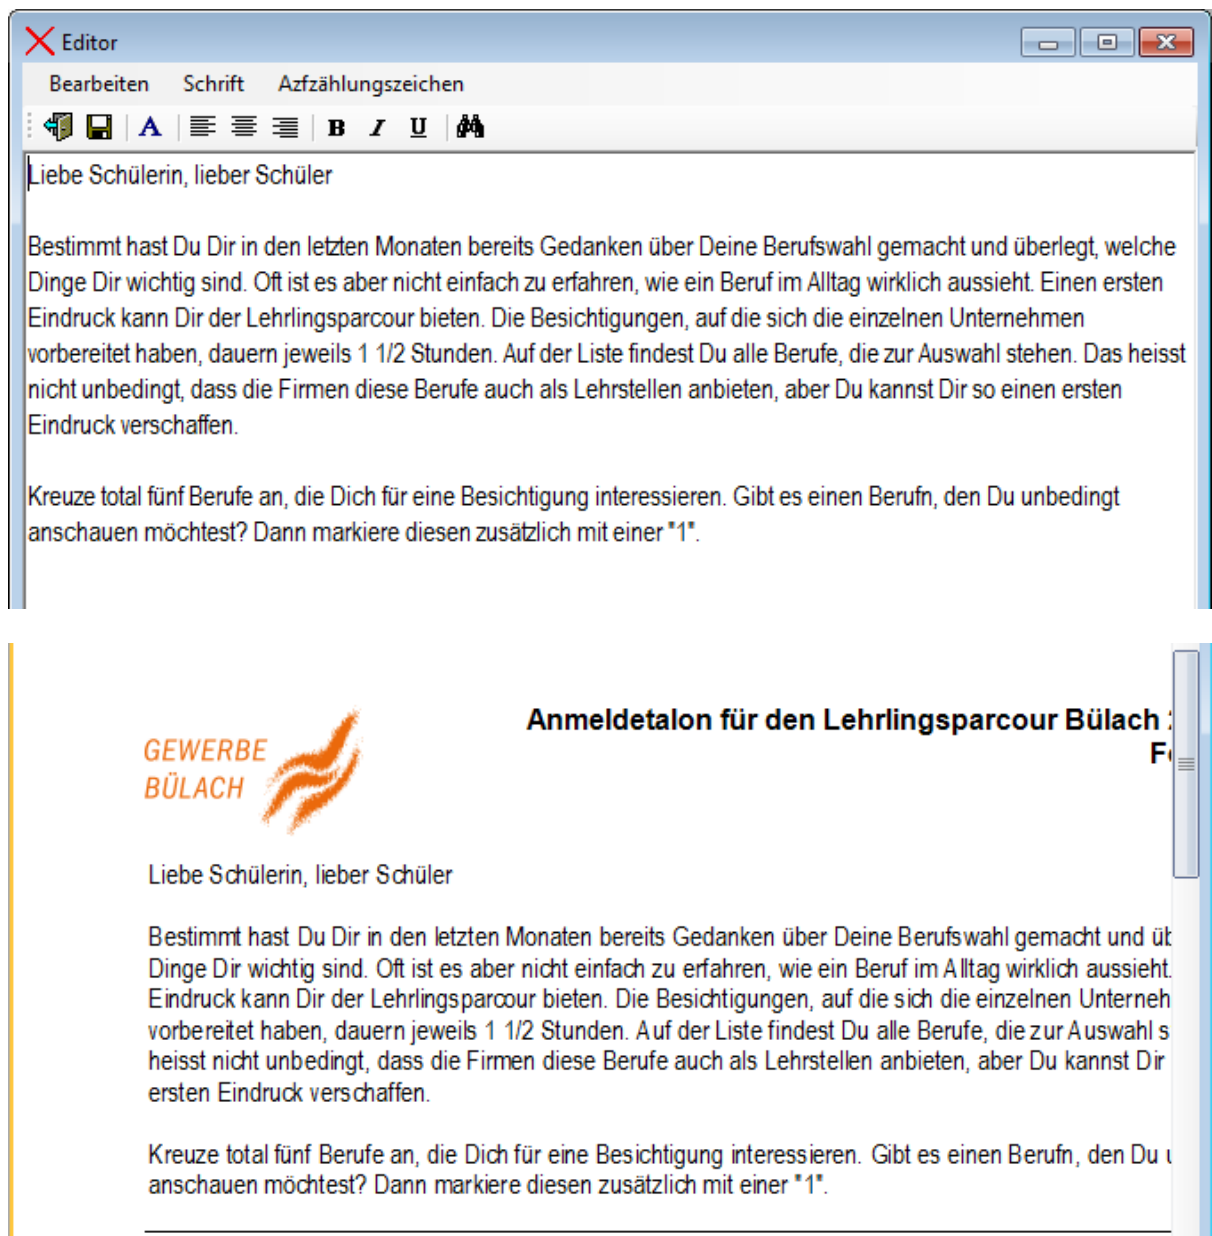 Editor
Bearbeiten Schrift Azfzählungszeichen
A B I U
Liebe Schülerin, lieber Schüler
Bestimmt hast Du Dir in den letzten Monaten bereits Gedanken über Deine Berufswahl gemacht und überlegt, welche
Dinge Dir wichtig sind. Oft ist es aber nicht einfach zu erfahren, wie ein Beruf im Alltag wirklich aussieht. Einen ersten
Eindruck kann Dir der Lehrlingsparcour bieten. Die Besichtigungen, auf die sich die einzelnen Unternehmen
vorbereitet haben, dauern jeweils 1 1/2 Stunden. Auf der Liste findest Du alle Berufe, die zur Auswahl stehen. Das heisst
nicht unbedingt, dass die Firmen diese Berufe auch als Lehrstellen anbieten, aber Du kannst Dir so einen ersten
Eindruck verschaffen.
Kreuze total fünf Berufe an, die Dich für eine Besichtigung interessieren. Gibt es einen Berufn, den Du unbedingt
anschauen möchtest? Dann markiere diesen zusätzlich mit einer "1".
Anmeldetalon für den Lehrlingsparcour Bülach
GEWERBE
BÜLACH
Liebe Schülerin, lieber Schüler
Bestimmt hast Du Dir in den letzten Monaten bereits Gedanken über Deine Berufswahl gemacht und üb
Dinge Dir wichtig sind. Oft ist es aber nicht einfach zu erfahren, wie ein Beruf im Alltag wirklich aussieht.
Eindruck kann Dir der Lehrlingsparcour bieten. Die Besichtigungen, auf die sich die einzelnen Unterneh
vorbereitet haben, dauern jeweils 1 1/2 Stunden. Auf der Liste findest Du alle Berufe, die zur Auswahl s
heisst nicht unbedingt, dass die Firmen diese Berufe auch als Lehrstellen anbieten, aber Du kannst Dir
ersten Eindruck verschaffen.
Kreuze total fünf Berufe an, die Dich für eine Besichtigung interessieren. Gibt es einen Berufn, den Du
anschauen möchtest? Dann markiere diesen zusätzlich mit einer "1".